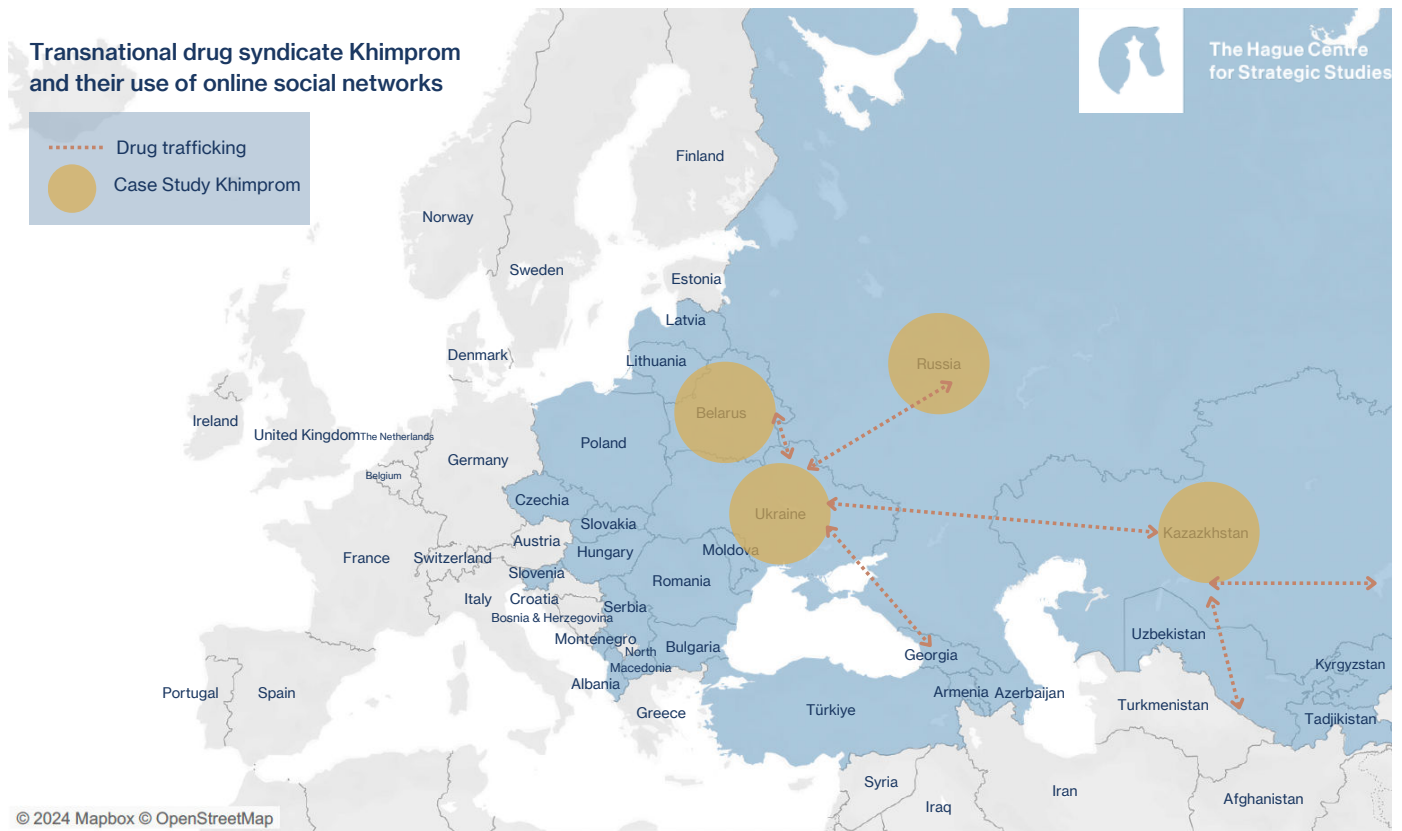 Transnational drug syndicate Khimprom
and their use of online social networks
The Hague Centre
for Strategic Studies
Drug trafficking
Case Study Khimprom
Finland
Norway
Sweden
Estonia
Latvia
Denmark
Lithuania
Russia
Belarus
Ireland
United Kingdom
The Netherlands
Poland
Germany
Belgium
Czechia
Ukraine
Slovakia
Kazazkhstan
Austria
Hungary
Moldova
France
Switzerland
Slovenia
Romania
Italy
Croatia
Serbia
Bosnia & Herzegovina
Uzbekistan
Montenegro
Bulgaria
North
Macedonia
Georgia
Kyrgyzstan
Albania
Portugal
Spain
Armenia
Azerbaijan
Greece
Türkiye
Turkmenistan
Tadjikistan
Syria
Iran
Iraq
Afghanistan
© 2024 Mapbox © OpenStreetMap